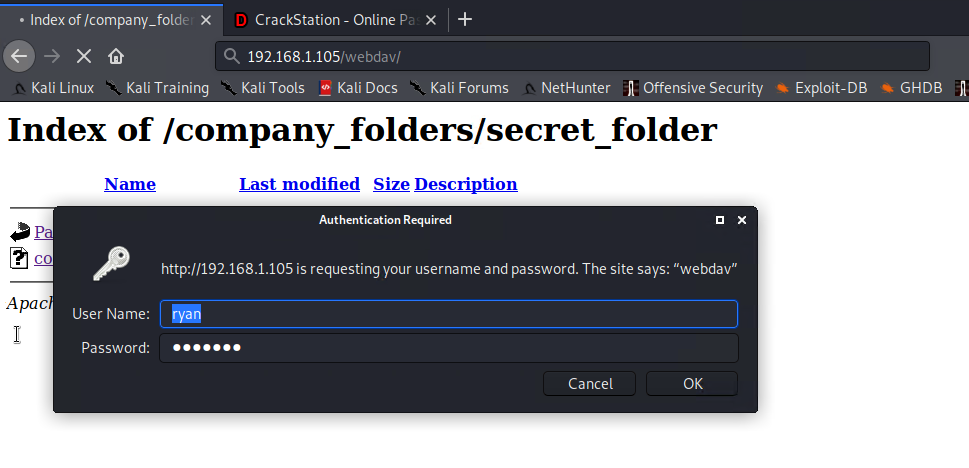 Index of /company_folder
CrackStation - Online Pas
192.168.1.105/webdav/
Kali Linux Kali Training Kali Tools Kali Docs Kali Forums NetHunter Offensive Security Exploit-DB GHDB
Index of /company_folders/secret_folder
Name Last modified Size Description
Pa
co
Apach
Authentication Required
http://192.168.1.105 is requesting your username and password. The site says: “webdav”
User Name: ryan
Password: •••••••
Cancel OK